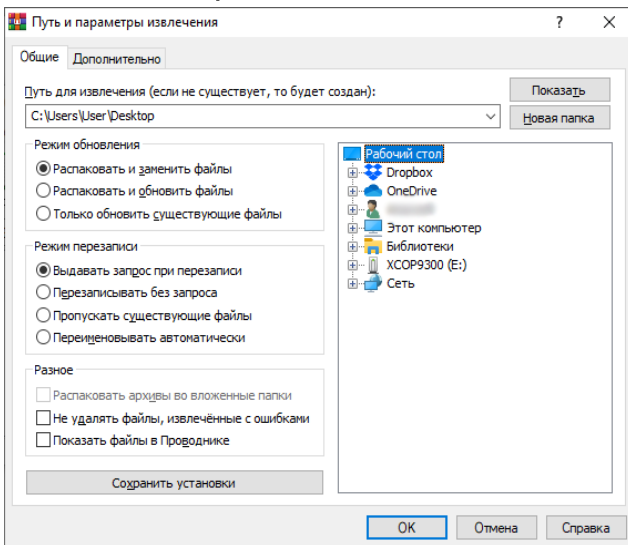 Путь и параметры извлечения
Общие Дополнительно
Путь для извлечения (если не существует, то будет создан):
Показать
C:\Users\User\Desktop
Новая папка
Режим обновления
Распаковать и заменить файлы
Распаковать и обновить файлы
Только обновить существующие файлы
Режим перезаписи
Выдавать запрос при перезаписи
Перезаписывать без запроса
Пропускать существующие файлы
Переименовывать автоматически
Разное
Распаковать архивы во вложенные папки
Не удалять файлы, извлечённые с ошибками
Показать файлы в Проводнике
Сохранить установки
Рабочий стол
Dropbox
OneDrive
Этот компьютер
Библиотеки
XCOP9300 (E:)
Сеть
OK Отмена Справка